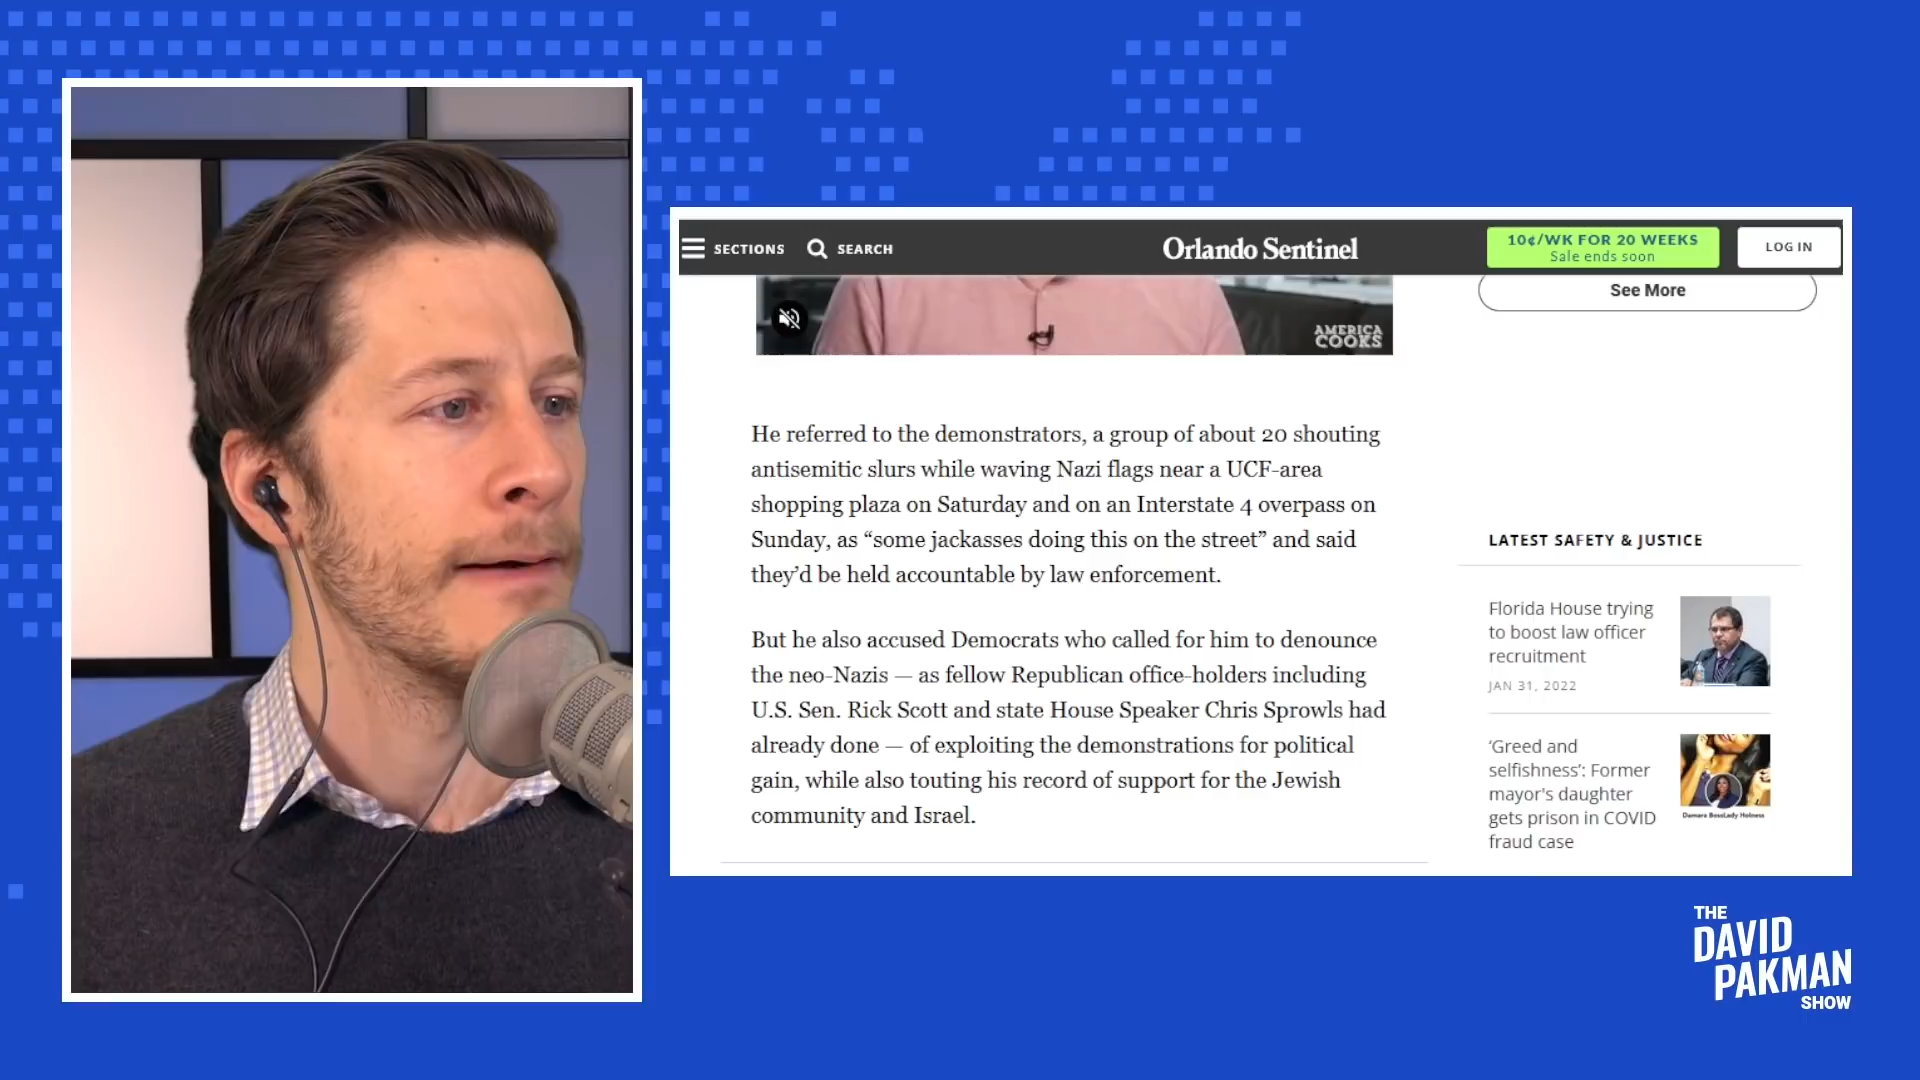 SECTIONS
SEARCH
Orlando Sentinel
10¢/WK FOR 20 WEEKS
Sale ends soon
LOG IN
See More
AMERICA
COOKS
He referred to the demonstrators, a group of about 20 shouting
antisemitic slurs while waving Nazi flags near a UCF-area
shopping plaza on Saturday and on an Interstate 4 overpass on
Sunday, as “some jackasses doing this on the street” and said
they’d be held accountable by law enforcement.
But he also accused Democrats who called for him to denounce
the neo-Nazis — as fellow Republican office-holders including
U.S. Sen. Rick Scott and state House Speaker Chris Sprowls had
already done — of exploiting the demonstrations for political
gain, while also touting his record of support for the Jewish
community and Israel.
LATEST SAFETY & JUSTICE
Florida House trying
to boost law officer
recruitment
JAN 31, 2022
‘Greed and
selfishness’: Former
mayor's daughter
gets prison in COVID
fraud case
Damara BossLady Holness
THE
DAVID
PAKMAN
SHOW